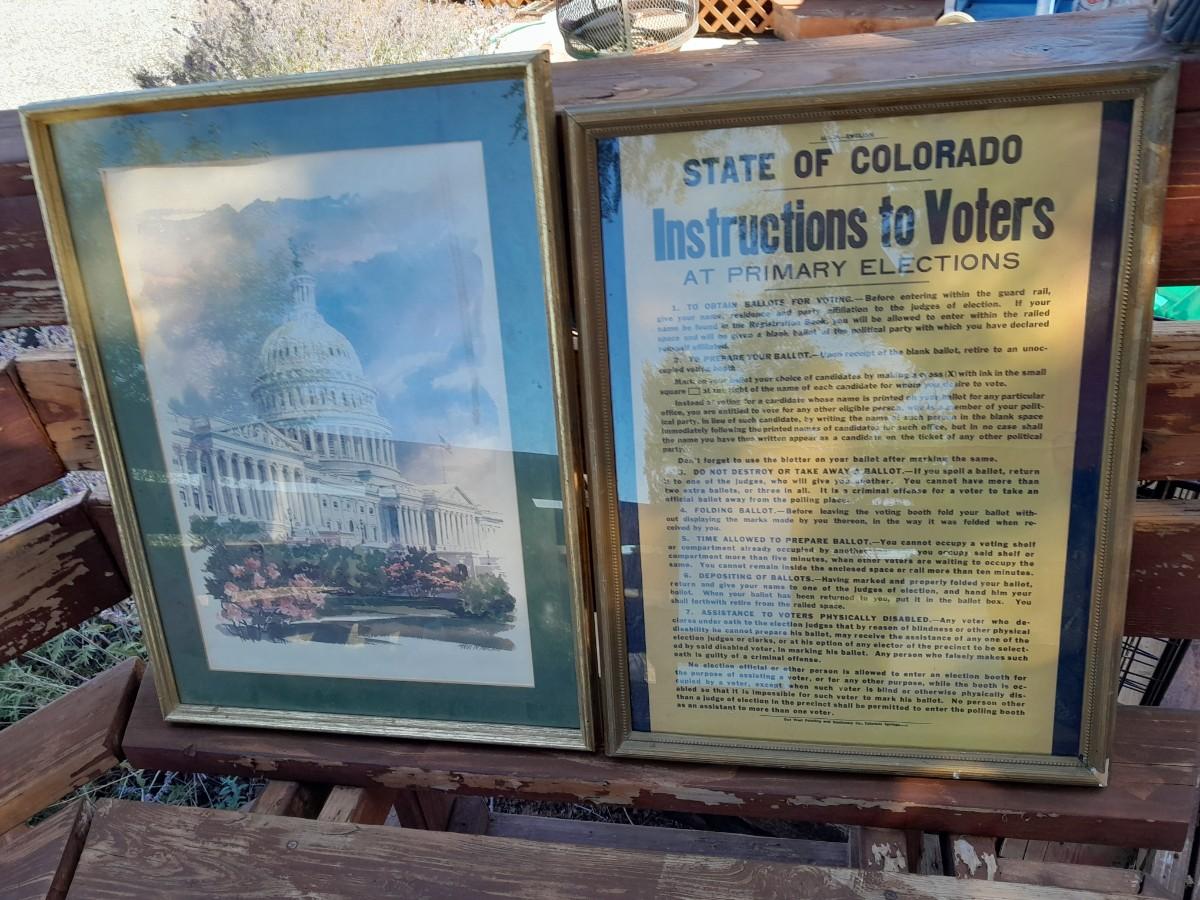 STATE OF COLORADO
Instructions to Voters
AT PRIMARY ELECTIONS
1. TO OBTAIN BALLOTS FOR VOTING.—Before entering within the guard rail,
give your name, residence and party affiliation to the judges of election. If your
name be found in the Registration Book, you will be allowed to enter within the railed
space and will be given a blank ballot of the political party with which you have declared
yourself affiliated.
2. TO PREPARE YOUR BALLOT.—Upon receipt of the blank ballot, retire to an unoc-
cupied voting booth.
Mark on your ballot your choice of candidates by making a cross (X) with ink in the small
square at the right of the name of each candidate for whom you desire to vote.
Instead of voting for a candidate whose name is printed on your ballot for any particular
office, you are entitled to vote for any other eligible person, who is a member of your polit-
ical party, in lieu of such candidate, by writing the name of such person in the blank space
immediately following the printed names of candidates for such office, but in no case shall
the name you have thus written appear as a candidate on the ticket of any other political
party.
Don't forget to use the blotter on your ballot after marking the same.
3. DO NOT DESTROY OR TAKE AWAY A BALLOT.—If you spoil a ballot, return
it to one of the judges, who will give you another. You cannot have more than
two extra ballots, or three in all. It is a criminal offense for a voter to take an
official ballot away from the polling place.
4. FOLDING BALLOT.—Before leaving the voting booth fold your ballot with-
out displaying the marks made by you thereon, in the way it was folded when re-
ceived by you.
5. TIME ALLOWED TO PREPARE BALLOT.—You cannot occupy a voting shelf
or compartment already occupied by another, you occupy said shelf or
compartment more than five minutes, when other voters are waiting to occupy the
same. You cannot remain inside the enclosed space or rail more than ten minutes.
6. DEPOSITING OF BALLOTS.—Having marked and properly folded your ballot,
return and give your name to one of the judges of election, and hand him your
ballot. When your ballot has been returned to you, put it in the ballot box. You
shall forthwith retire from the railed space.
7. ASSISTANCE TO VOTERS PHYSICALLY DISABLED.—Any voter who de-
clares under oath to the election judges that by reason of blindness or other physical
disability he cannot prepare his ballot, may receive the assistance of any one of the
election judges or clerks, or at his option of any elector of the precinct to be select-
ed by said disabled voter, in marking his ballot. Any person who falsely makes such
oath is guilty of a criminal offense.
No election official or other person is allowed to enter an election booth for
the purpose of assisting a voter, or for any other purpose, while the booth is oc-
cupied by a voter, except when such voter is blind or otherwise physically dis-
abled so that it is impossible for such voter to mark his ballot. No person other
than a judge of election in the precinct shall be permitted to enter the polling booth
as an assistant to more than one voter.
Out West Printing and Stationery Co., Colorado Springs